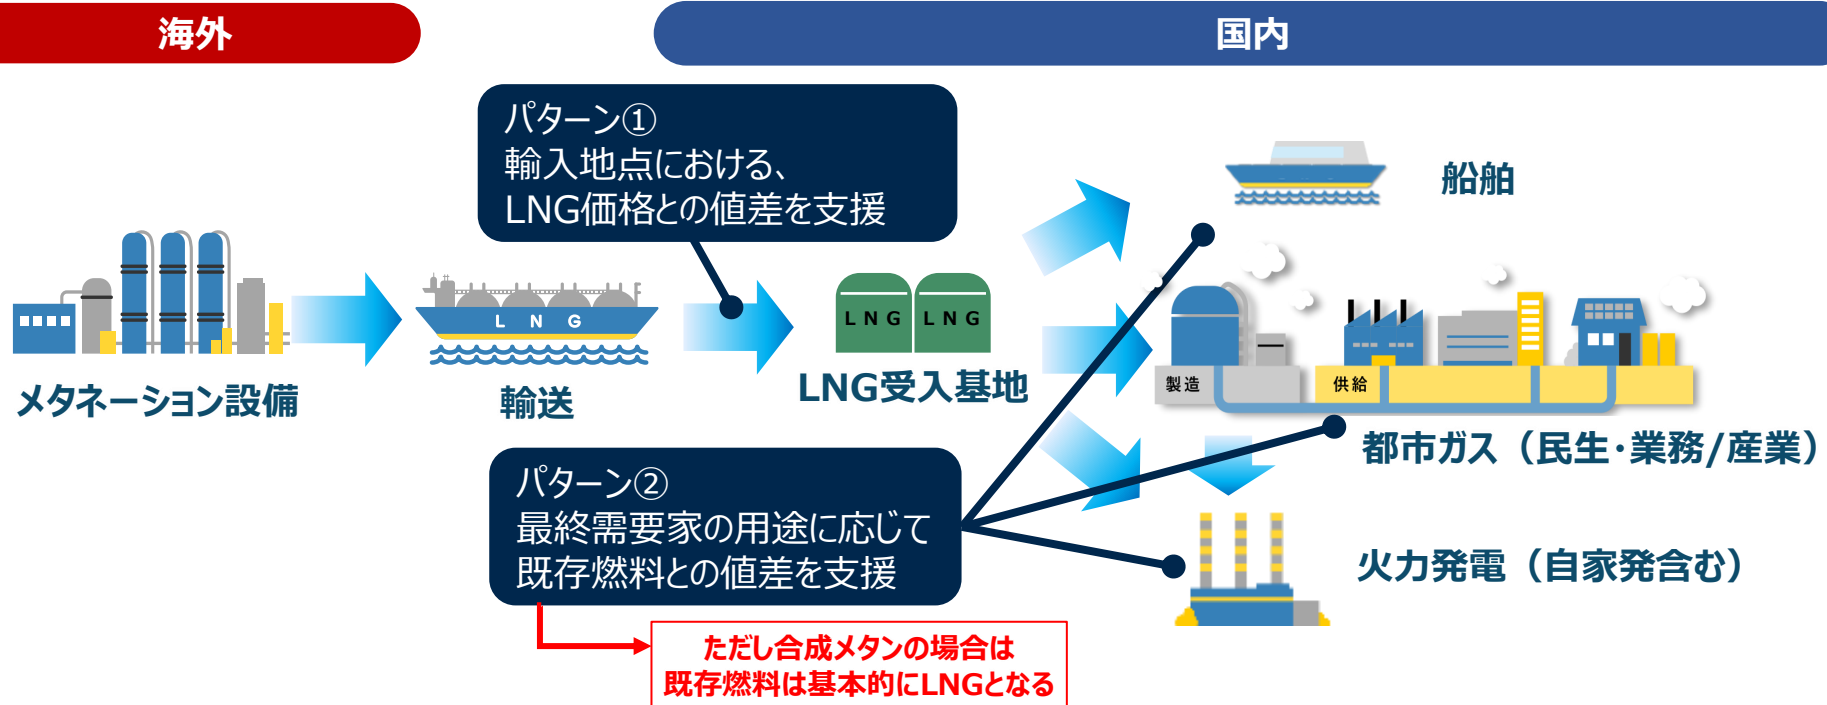 海外
国内
パターン①
輸入地点における、
LNG価格との値差を支援
船舶
LNG
LNG
LNG
製造
供給
メタネーション設備
輸送
LNG受入基地
都市ガス（民生・業務/産業）
パターン②
最終需要家の用途に応じて
既存燃料との値差を支援
火力発電（自家発含む）
ただし合成メタンの場合は
既存燃料は基本的にLNGとなる